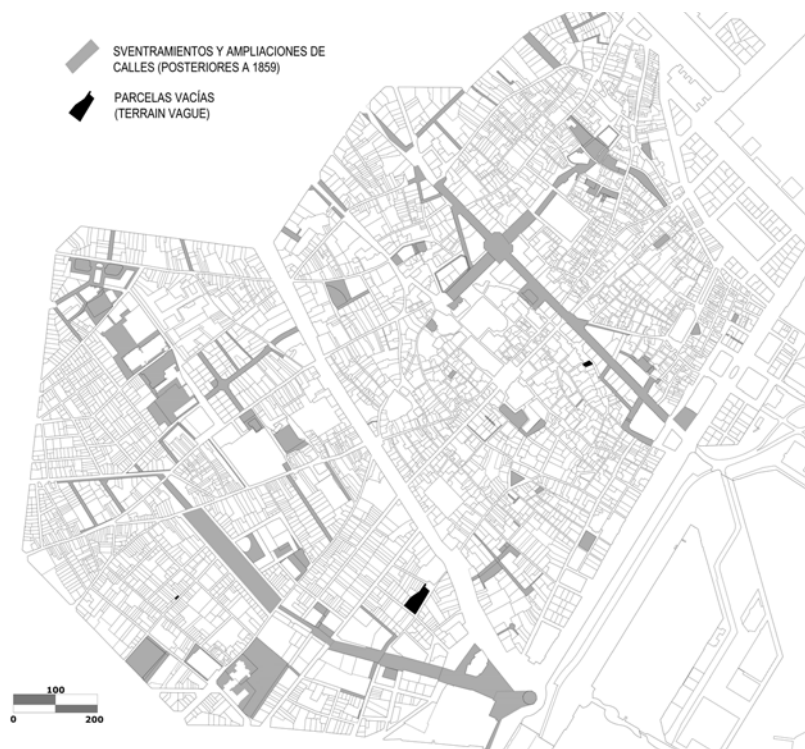 SVENTRAMIENTOS Y AMPLIACIONES DE
CALLES (POSTERIORES A 1859)
PARCELAS VACÍAS
(TERRAIN VAGUE)
100
0 200